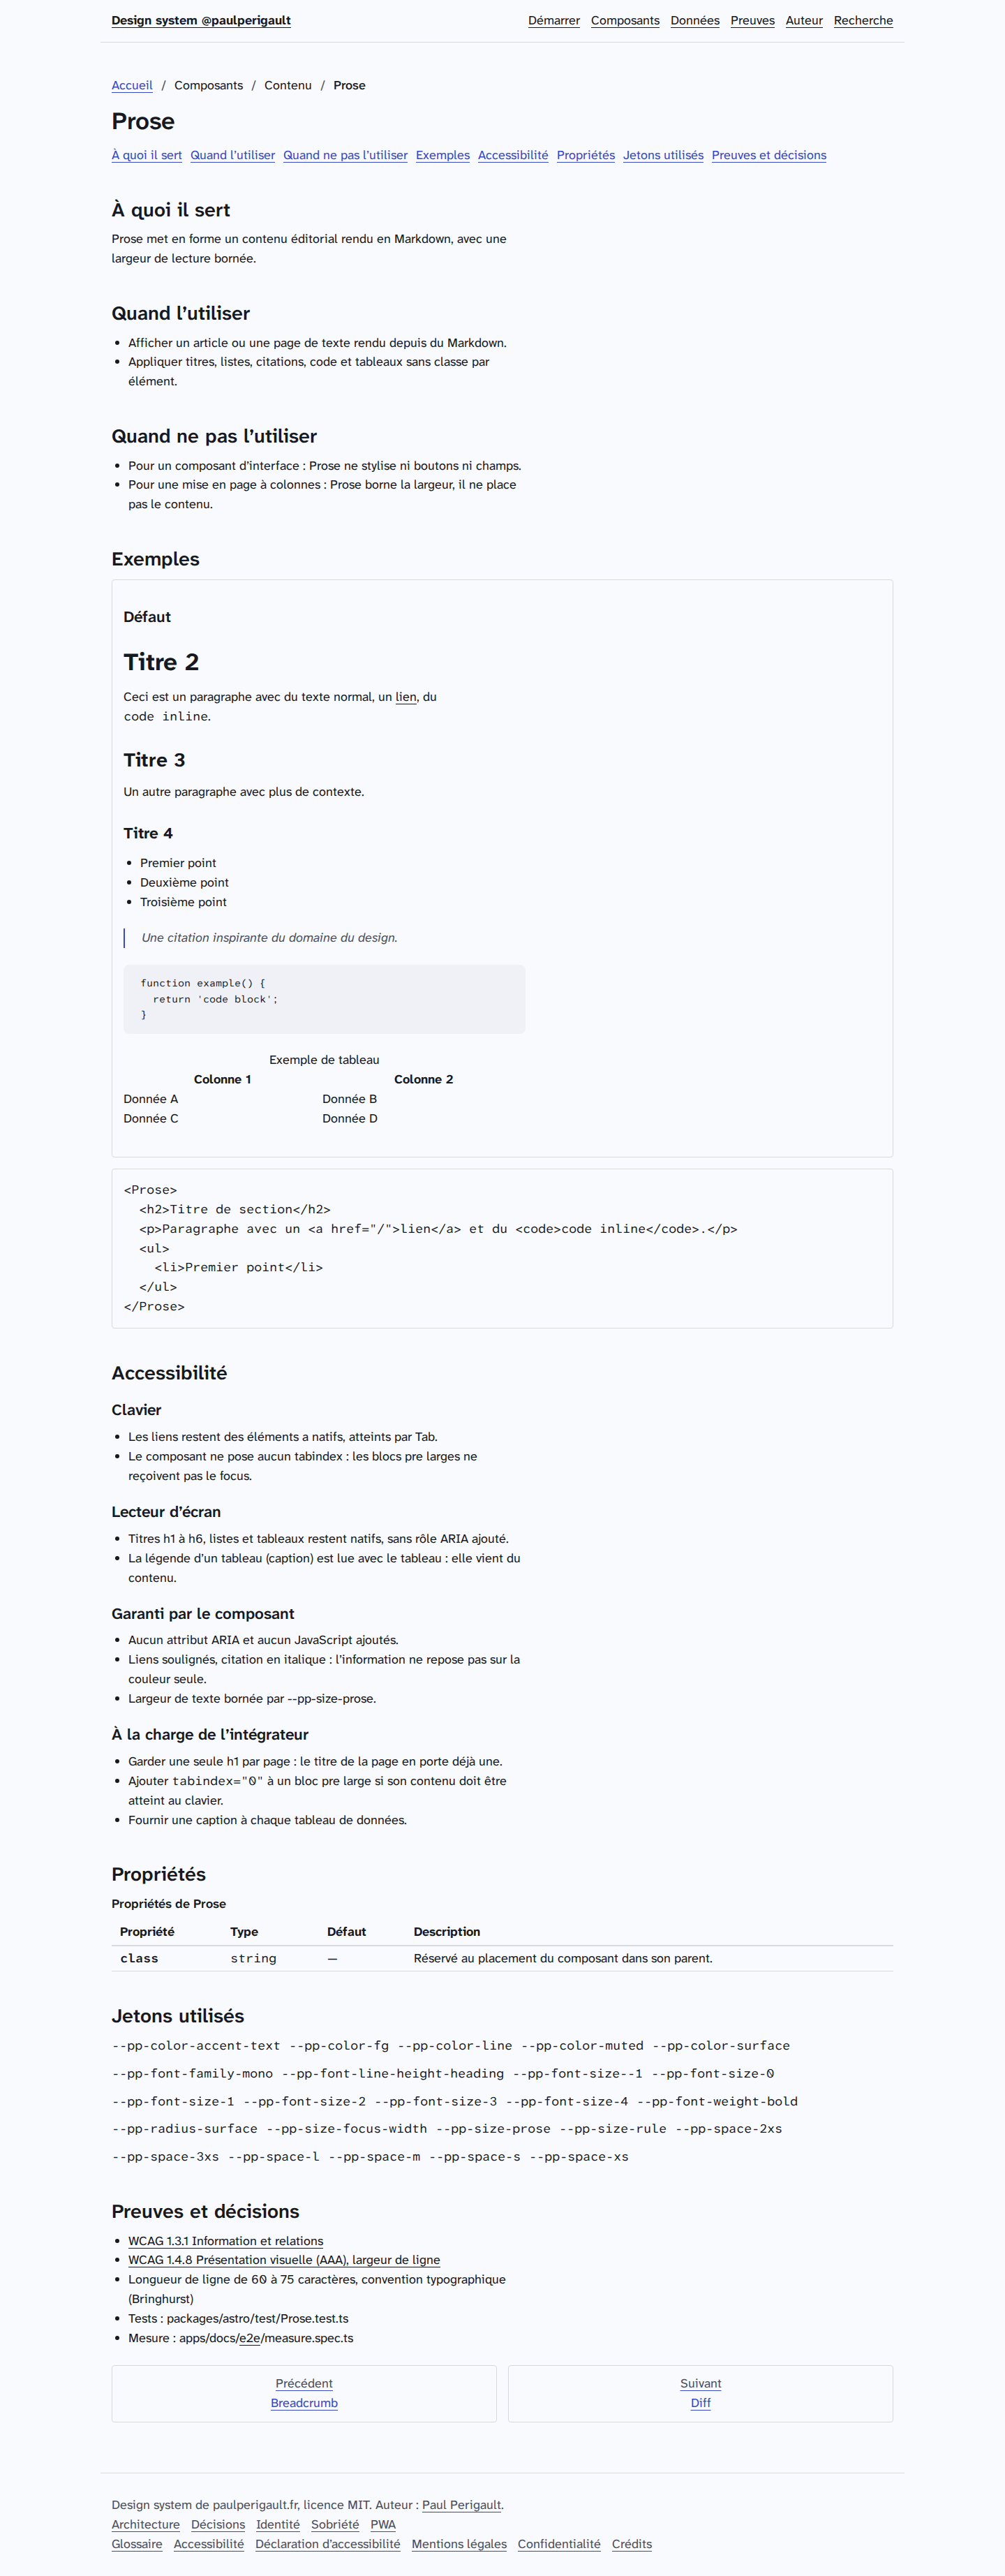 Design system @paulperigault
Démarrer Composants Données Preuves Auteur Recherche
Accueil / Composants / Contenu / Prose
Prose
À quoi il sert Quand l’utiliser Quand ne pas l’utiliser Exemples Accessibilité Propriétés Jetons utilisés Preuves et décisions
À quoi il sert
Prose met en forme un contenu éditorial rendu en Markdown, avec une
largeur de lecture bornée.
Quand l’utiliser
• Afficher un article ou une page de texte rendu depuis du Markdown.
• Appliquer titres, listes, citations, code et tableaux sans classe par
élément.
Quand ne pas l’utiliser
• Pour un composant d’interface : Prose ne stylise ni boutons ni champs.
• Pour une mise en page à colonnes : Prose borne la largeur, il ne place
pas le contenu.
Exemples
Défaut
Titre 2
Ceci est un paragraphe avec du texte normal, un lien, du
code inline.
Titre 3
Un autre paragraphe avec plus de contexte.
Titre 4
• Premier point
• Deuxième point
• Troisième point
Une citation inspirante du domaine du design.
function example() {
  return 'code block';
}
Exemple de tableau
Colonne 1 Colonne 2
Donnée A Donnée B
Donnée C Donnée D
<Prose>
  <h2>Titre de section</h2>
  <p>Paragraphe avec un <a href="/">lien</a> et du <code>code inline</code>.</p>
  <ul>
    <li>Premier point</li>
  </ul>
</Prose>
Accessibilité
Clavier
• Les liens restent des éléments a natifs, atteints par Tab.
• Le composant ne pose aucun tabindex : les blocs pre larges ne
reçoivent pas le focus.
Lecteur d’écran
• Titres h1 à h6, listes et tableaux restent natifs, sans rôle ARIA ajouté.
• La légende d’un tableau (caption) est lue avec le tableau : elle vient du
contenu.
Garanti par le composant
• Aucun attribut ARIA et aucun JavaScript ajoutés.
• Liens soulignés, citation en italique : l’information ne repose pas sur la
couleur seule.
• Largeur de texte bornée par --pp-size-prose.
À la charge de l’intégrateur
• Garder une seule h1 par page : le titre de la page en porte déjà une.
• Ajouter tabindex="0" à un bloc pre large si son contenu doit être
atteint au clavier.
• Fournir une caption à chaque tableau de données.
Propriétés
Propriétés de Prose
Propriété Type Défaut Description
class string — Réservé au placement du composant dans son parent.
Jetons utilisés
--pp-color-accent-text --pp-color-fg --pp-color-line --pp-color-muted --pp-color-surface
--pp-font-family-mono --pp-font-line-height-heading --pp-font-size--1 --pp-font-size-0
--pp-font-size-1 --pp-font-size-2 --pp-font-size-3 --pp-font-size-4 --pp-font-weight-bold
--pp-radius-surface --pp-size-focus-width --pp-size-prose --pp-size-rule --pp-space-2xs
--pp-space-3xs --pp-space-l --pp-space-m --pp-space-s --pp-space-xs
Preuves et décisions
• WCAG 1.3.1 Information et relations
• WCAG 1.4.8 Présentation visuelle (AAA), largeur de ligne
• Longueur de ligne de 60 à 75 caractères, convention typographique
(Bringhurst)
• Tests : packages/astro/test/Prose.test.ts
• Mesure : apps/docs/e2e/measure.spec.ts
Précédent
Breadcrumb
Suivant
Diff
Design system de paulperigault.fr, licence MIT. Auteur : Paul Perigault.
Architecture Décisions Identité Sobriété PWA
Glossaire Accessibilité Déclaration d’accessibilité Mentions légales Confidentialité Crédits